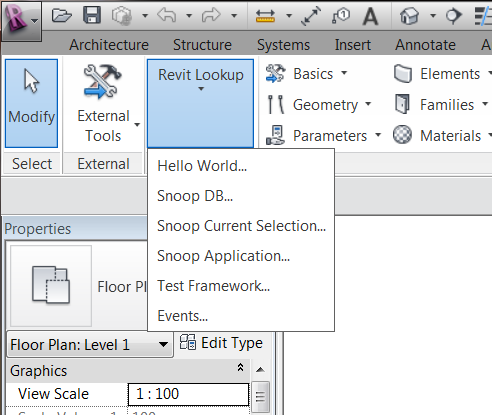 Architecture Structure Systems Insert Annotate
Modify
External Tools
Revit Lookup
Basics
Geometry
Parameters
Elements
Families
Materials
Select
External
Hello World...
Snoop DB...
Snoop Current Selection...
Snoop Application...
Test Framework...
Events...
Properties
Floor Pl
Floor Plan: Level 1
Edit Type
Graphics
View Scale 1 : 100